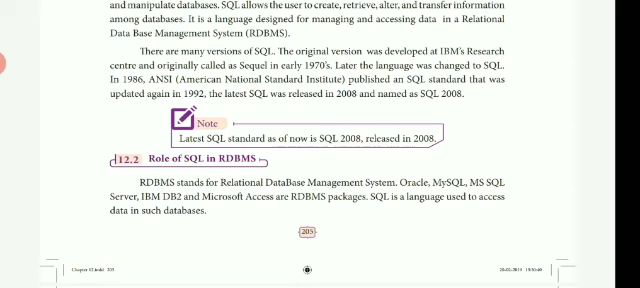 and manipulate databases. SQL allows the user to create, retrieve, alter, and transfer information
among databases. It is a language designed for managing and accessing data in a Relational
Data Base Management System (RDBMS).
There are many versions of SQL. The original version was developed at IBM's Research
centre and originally called as Sequel in early 1970's. Later the language was changed to SQL.
In 1986, ANSI (American National Standard Institute) published an SQL standard that was
updated again in 1992, the latest SQL was released in 2008 and named as SQL 2008.
Note
Latest SQL standard as of now is SQL 2008, released in 2008.
12.2 Role of SQL in RDBMS
RDBMS stands for Relational DataBase Management System. Oracle, MySQL, MS SQL
Server, IBM DB2 and Microsoft Access are RDBMS packages. SQL is a language used to access
data in such databases.
205